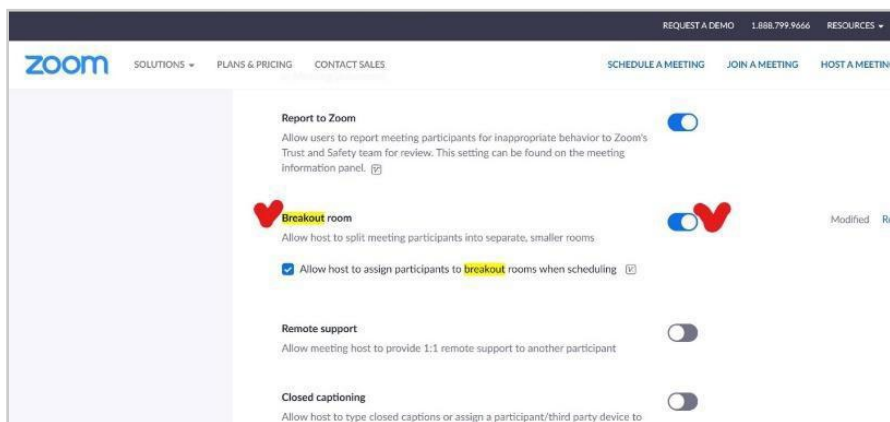 REQUEST A DEMO 1.888.799.9666 RESOURCES
zoom SOLUTIONS PLANS & PRICING CONTACT SALES SCHEDULE A MEETING JOIN A MEETING HOST A MEETIN
Report to Zoom
Allow users to report meeting participants for inappropriate behavior to Zoom's
Trust and Safety team for review. This setting can be found on the meeting
information panel.
Breakout room
Modified
Allow host to split meeting participants into separate, smaller rooms
Allow host to assign participants to breakout rooms when scheduling
Remote support
Allow meeting host to provide 1:1 remote support to another participant
Closed captioning
Allow host to type closed captions or assign a participant/third party device to